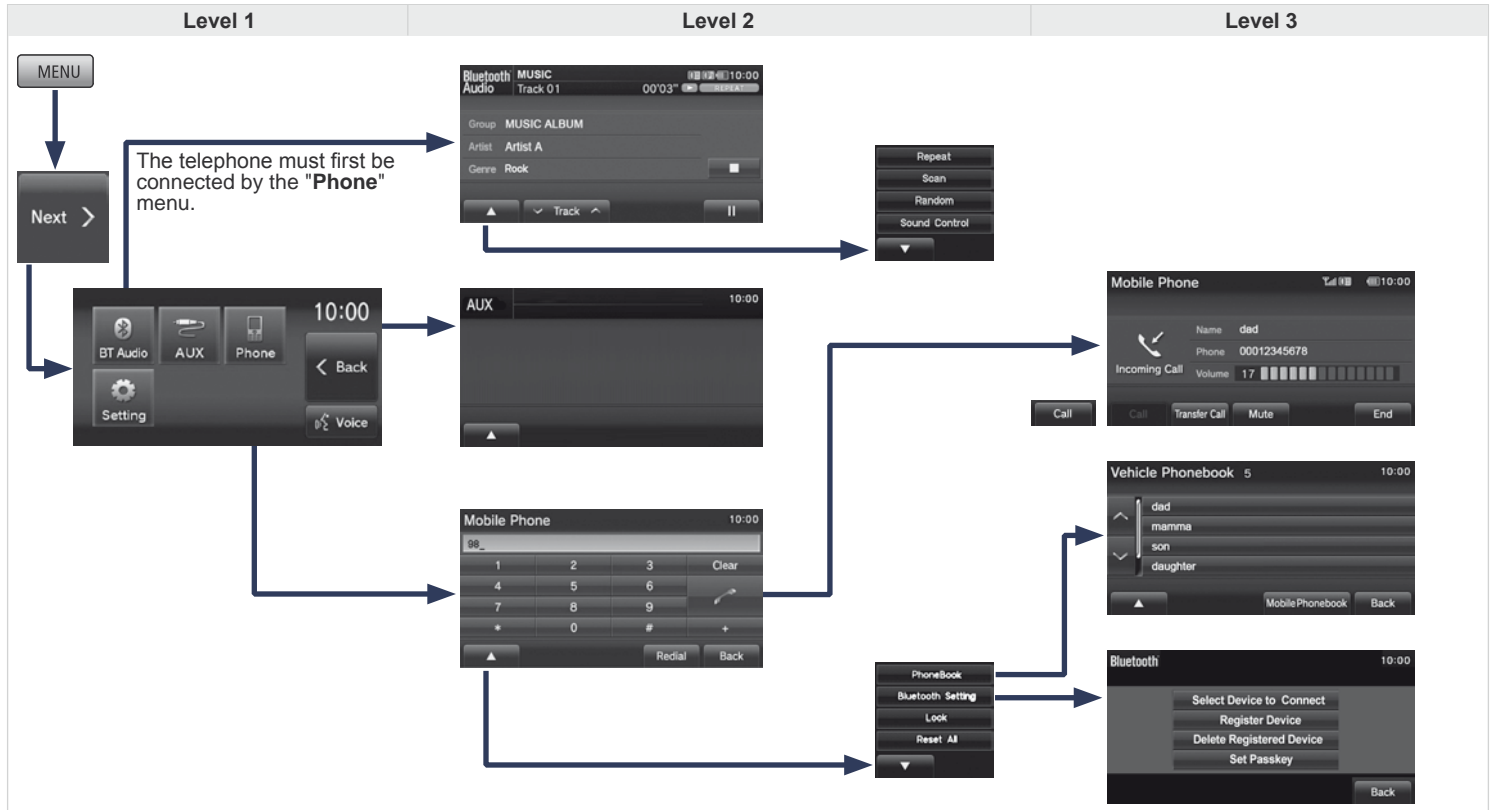 Level 1
Level 2
Level 3
MENU
Next
The telephone must first be
connected by the "Phone"
menu.
10:00
BT Audio
AUX
Phone
Back
Setting
Voice
Bluetooth
Audio
MUSIC
10:00
Track 01
00'03"
REPEAT
Group MUSIC ALBUM
Artist Artist A
Genre Rook
Track
Repeat
Soan
Random
Sound Control
AUX
10:00
Mobile Phone
10:00
98_
1 2 3 Clear
4 5 6
7 8 9
* 0 # +
Redial Back
PhoneBook
Bluetooth Setting
Look
Reset All
Call
Mobile Phone
10:00
Incoming Call
Name dad
Phone 00012345678
Volume 17
Call Transfer Call Mute End
Vehicle Phonebook 5
10:00
dad
mamma
son
daughter
Mobile Phonebook Back
Bluetooth
10:00
Select Device to Connect
Register Device
Delete Registered Device
Set Passkey
Back